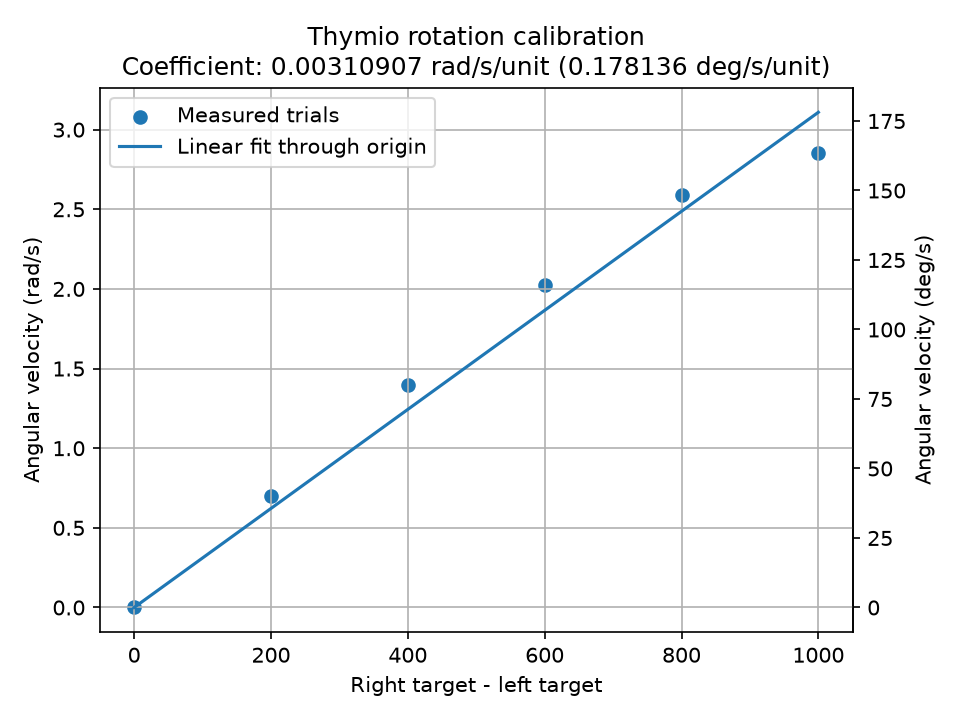 Thymio rotation calibration
Coefficient: 0.00310907 rad/s/unit (0.178136 deg/s/unit)
Measured trials
Linear fit through origin
Angular velocity (rad/s)
3.0
2.5
2.0
1.5
1.0
0.5
0.0
175
150
125
100
75
50
25
0
Angular velocity (deg/s)
0 200 400 600 800 1000
Right target - left target